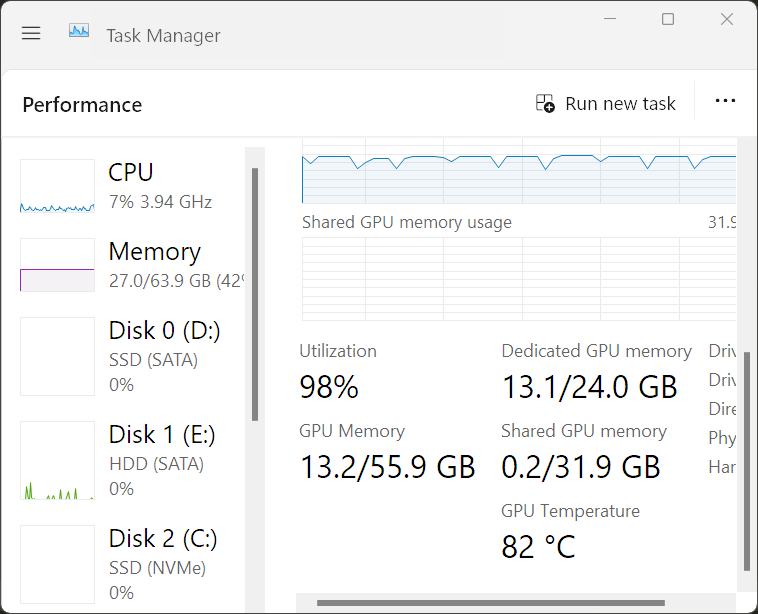 Task Manager
Performance
Run new task
CPU
7% 3.94 GHz
Memory
27.0/63.9 GB (42%
Disk 0 (D:)
SSD (SATA)
0%
Disk 1 (E:)
HDD (SATA)
0%
Disk 2 (C:)
SSD (NVMe)
0%
Shared GPU memory usage 31.9
Utilization
98%
Dedicated GPU memory
13.1/24.0 GB
GPU Memory
13.2/55.9 GB
Shared GPU memory
0.2/31.9 GB
GPU Temperature
82 °C
Driv
Driv
Dire
Phy
Har